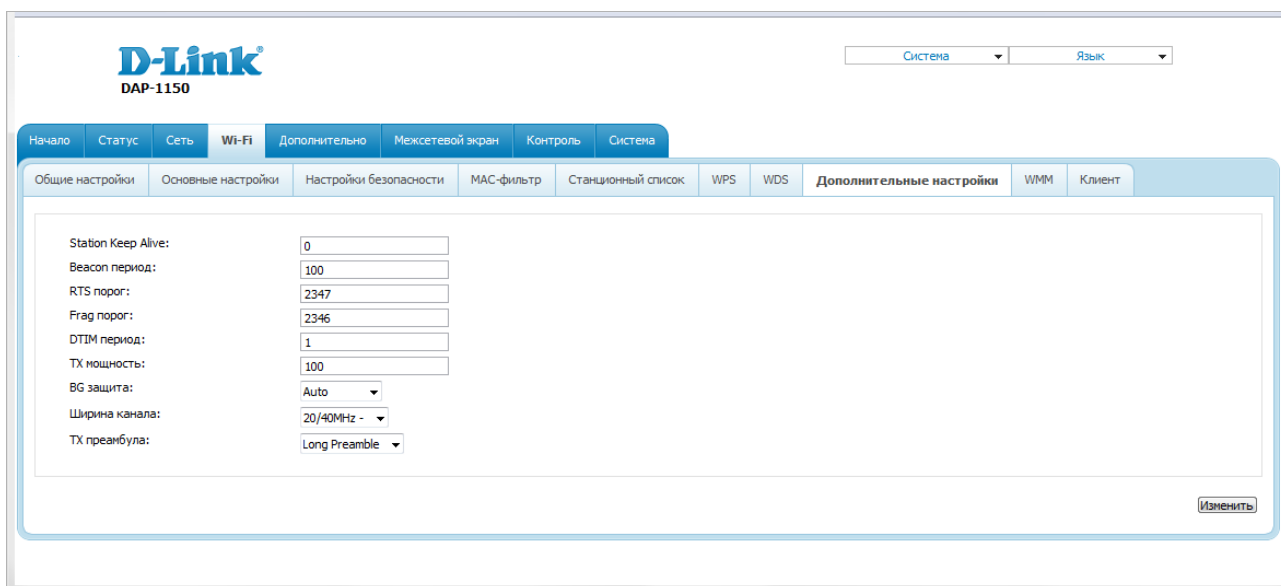 D-Link®
DAP-1150
Система Язык
Начало Статус Сеть Wi-Fi Дополнительно Межсетевой экран Контроль Система
Общие настройки Основные настройки Настройки безопасности MAC-фильтр Станционный список WPS WDS Дополнительные настройки WMM Клиент
Station Keep Alive: 0
Beacon период: 100
RTS порог: 2347
Frag порог: 2346
DTIM период: 1
TX мощность: 100
BG защита: Auto
Ширина канала: 20/40MHz -
TX преамбула: Long Preamble
Изменить